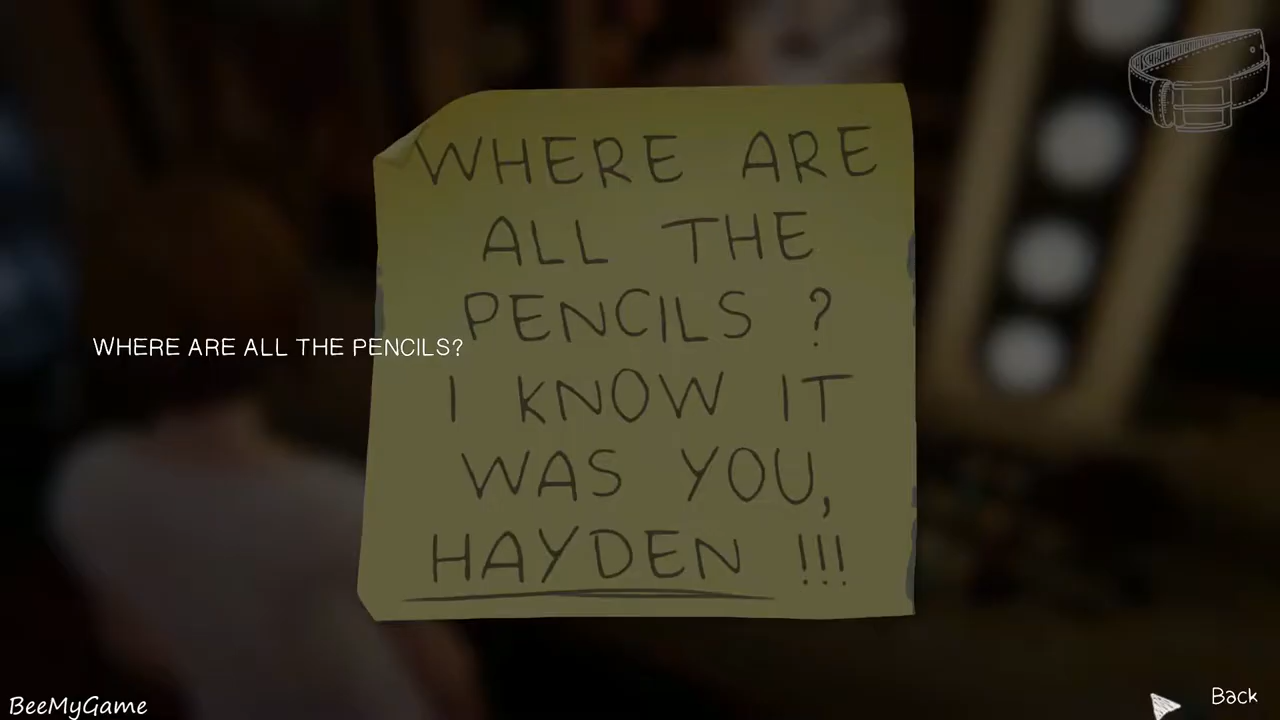 WHERE ARE
ALL THE
PENCILS ?
I KNOW IT
WAS YOU,
HAYDEN !!!
WHERE ARE ALL THE PENCILS?
BeeMyGame
Back